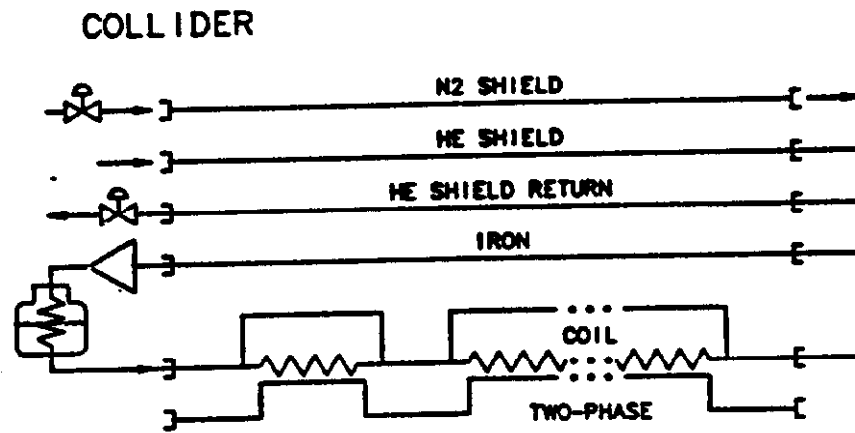 COLLIDER
N2 SHIELD
HE SHIELD
HE SHIELD RETURN
IRON
COIL
TWO-PHASE